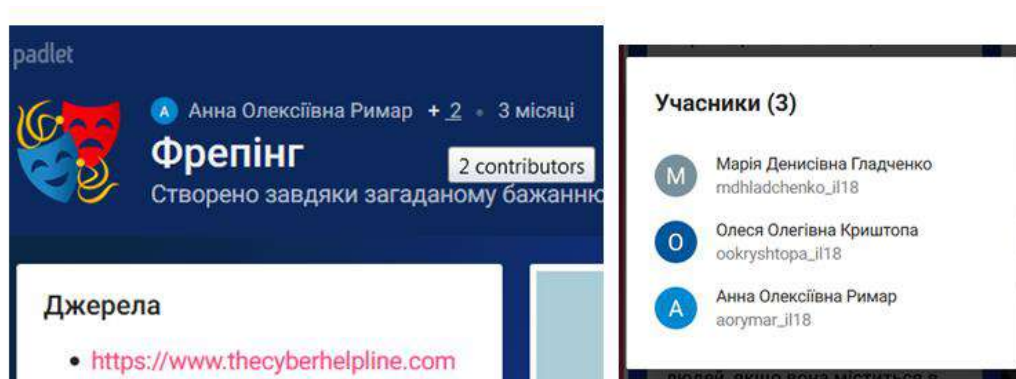 padlet
А Анна Олексіївна Римар + 2 • 3 місяці
Фрепінг
2 contributors
Створено завдяки загаданому бажанню
Джерела
• https://www.thecyberhelpline.com
Учасники (3)
М Марія Денисівна Гладченко
mdhladchenko_il18
О Олеся Олегівна Криштопа
ookryshtopa_il18
А Анна Олексіївна Римар
aorymar_il18
людей, якщо вона міститься в